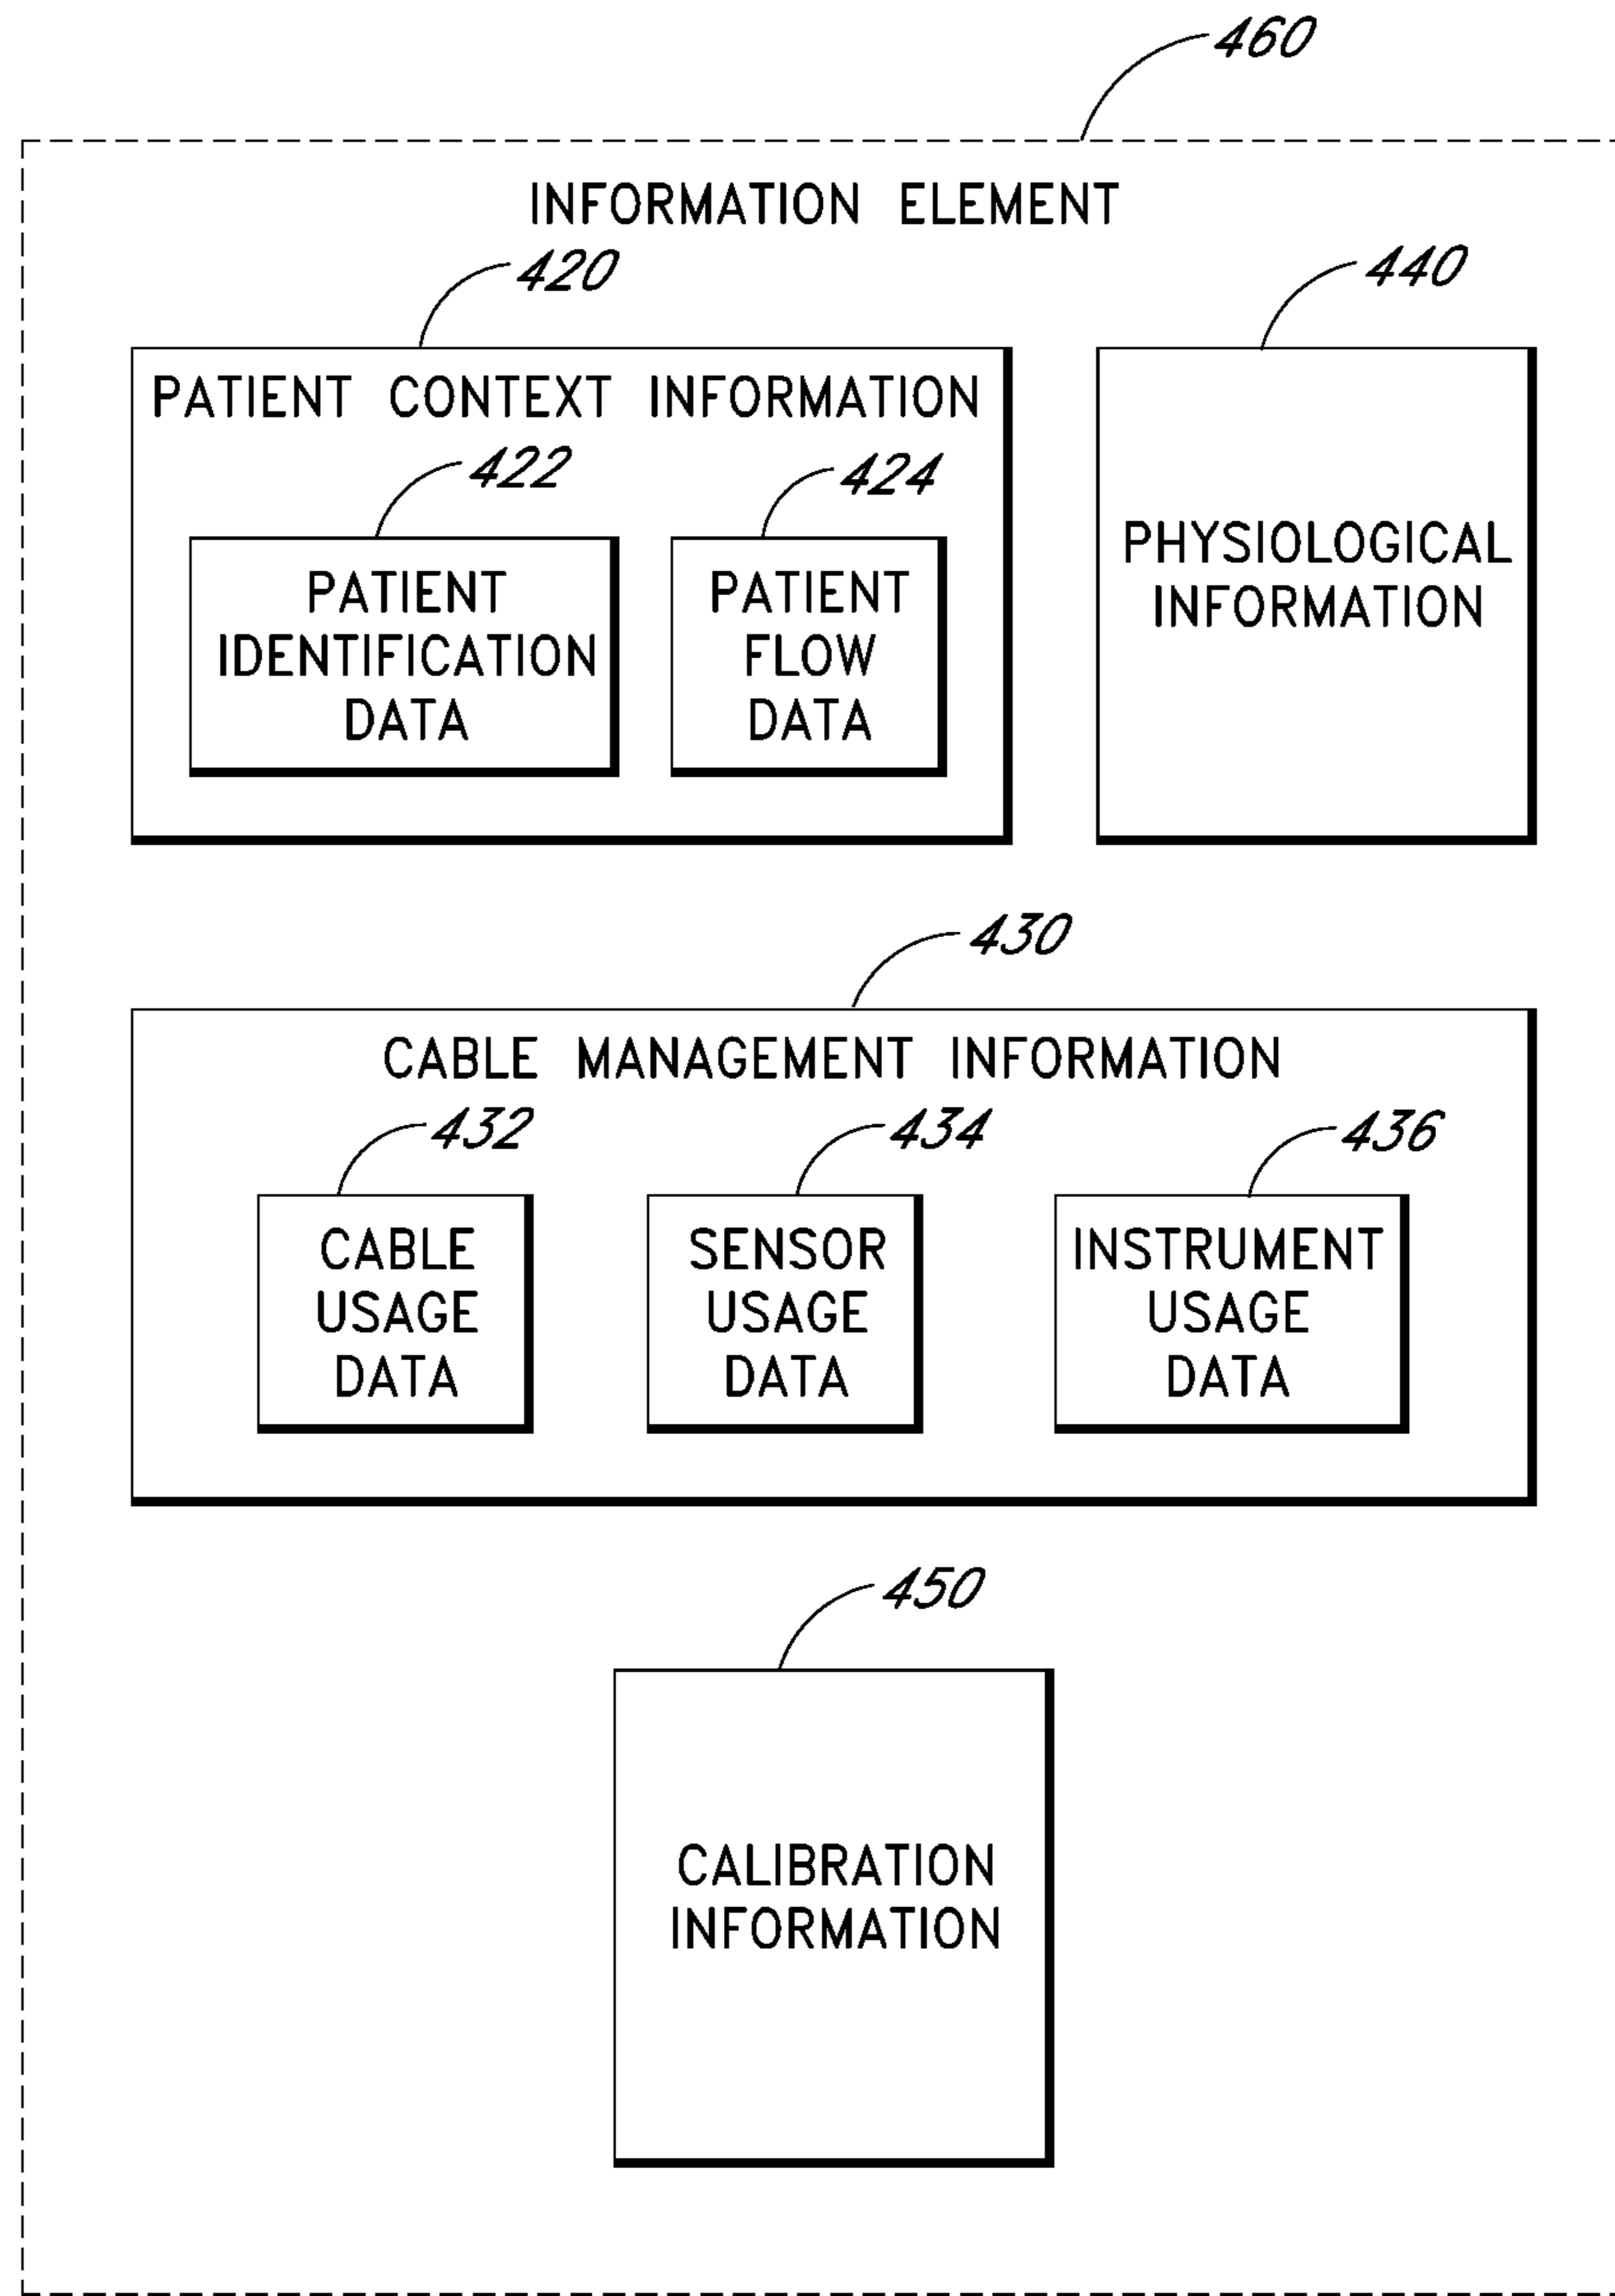 460
INFORMATION ELEMENT
420
440
PATIENT CONTEXT INFORMATION
422
424
PATIENT
IDENTIFICATION
DATA
PATIENT
FLOW
DATA
PHYSIOLOGICAL
INFORMATION
430
CABLE MANAGEMENT INFORMATION
432
434
436
CABLE
USAGE
DATA
SENSOR
USAGE
DATA
INSTRUMENT
USAGE
DATA
450
CALIBRATION
INFORMATION